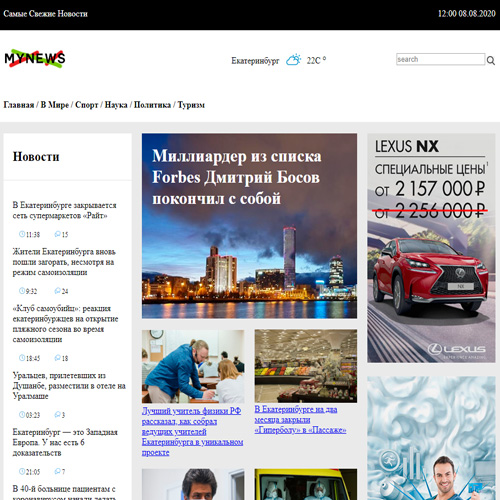 Самые Свежие Новости
12:00 08.08.2020
MYNEWS
Екатеринбург
22C °
search
Главная / В Мире / Спорт / Наука / Политика / Туризм
Новости
В Екатеринбурге закрывается
сеть супермаркетов «Райт»
11:38 15
Жители Екатеринбурга вновь
пошли загорать, несмотря на
режим самоизоляции
9:32 24
«Клуб самоубийц»: реакция
екатеринбуржцев на открытие
пляжного сезона во время
самоизоляции
18:45 18
Уральцев, прилетевших из
Душанбе, разместили в отеле на
Уралмаше
03:23 3
Екатеринбург — это Западная
Европа. У нас есть 6
доказательств
21:05 7
В 40-й больнице пациентам с
коронавирусом начали делать
Миллиардер из списка
Forbes Дмитрий Босов
покончил с собой
Лучший учитель физики РФ
рассказал, как собрал
ведущих учителей
Екатеринбурга в уникальном
проекте
В Екатеринбурге на два
месяца закрыли
«Гиперболу» в «Пассаже»
LEXUS NX
СПЕЦИАЛЬНЫЕ ЦЕНЫ1
ОТ 2 157 000 ₽
ОТ 2 256 000 ₽
LEXUS